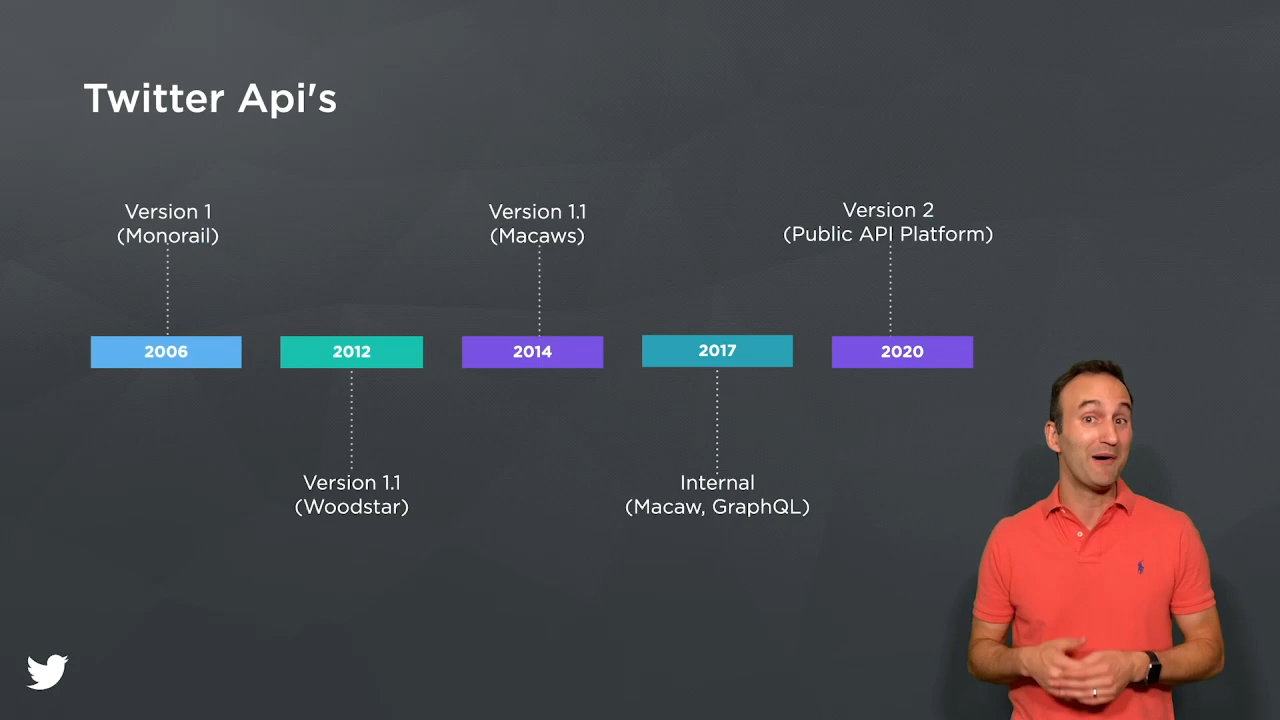 Twitter Api's
Version 1
(Monorail)
Version 1.1
(Macaws)
Version 2
(Public API Platform)
2006
2012
2014
2017
2020
Version 1.1
(Woodstar)
Internal
(Macaw, GraphQL)